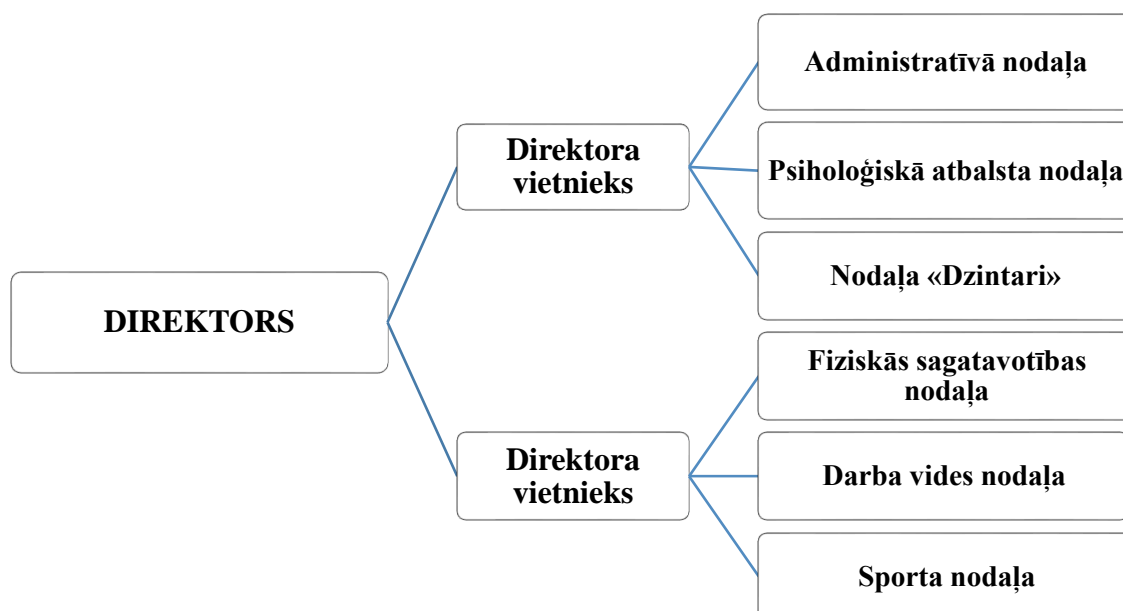 DIREKTORS
Direktora
vietnieks
Administratīvā nodaļa
Psiholoģiskā atbalsta nodaļa
Nodaļa «Dzintari»
Direktora
vietnieks
Fiziskās sagatavotības
nodaļa
Darba vides nodaļa
Sporta nodaļa